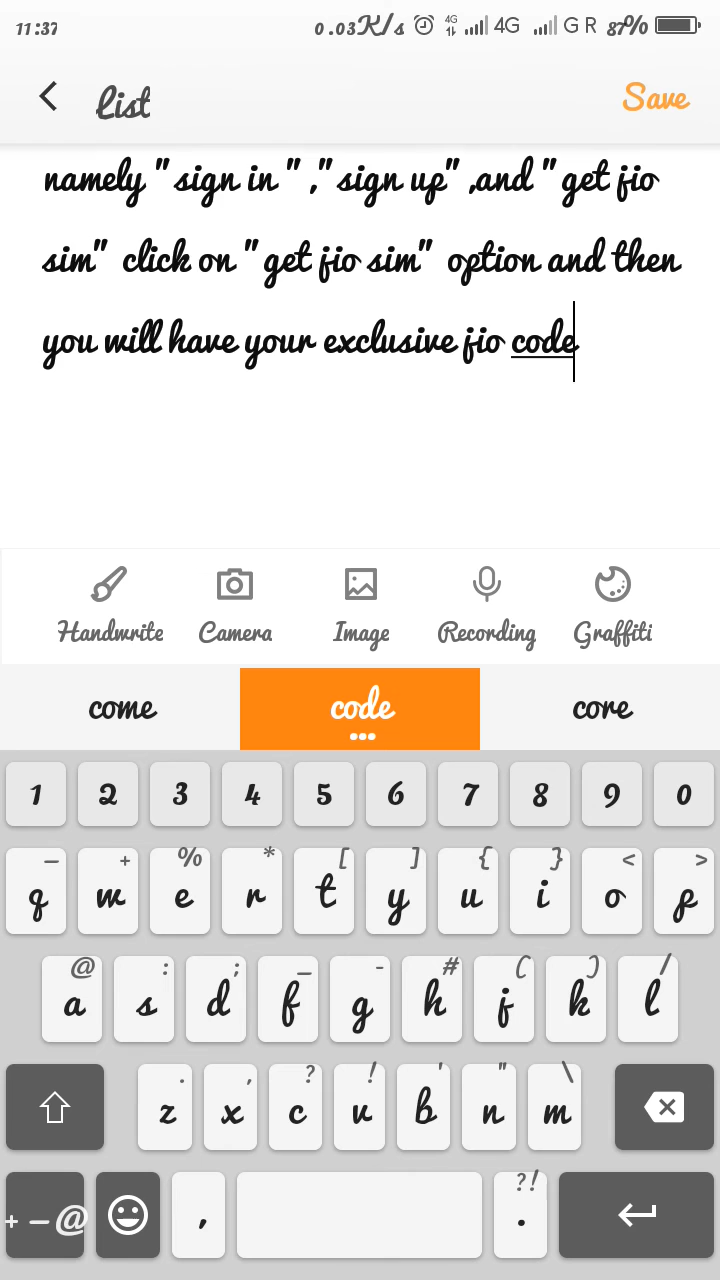 11:37 0.03K/s 4G 4G G R 87%
List Save
namely " sign in " ," sign up" ,and " get jio
sim" click on " get jio sim" option and then
you will have your exclusive jio code
Handwrite Camera Image Recording Graffiti
come code core
1 2 3 4 5 6 7 8 9 0
— + % * [ ] { } < >
q w e r t y u i o p
@ : ; _ - # ( ) /
a s d f g h j k l
. , ? ! ' " \
z x c v b n m
?!
+ — @ , .